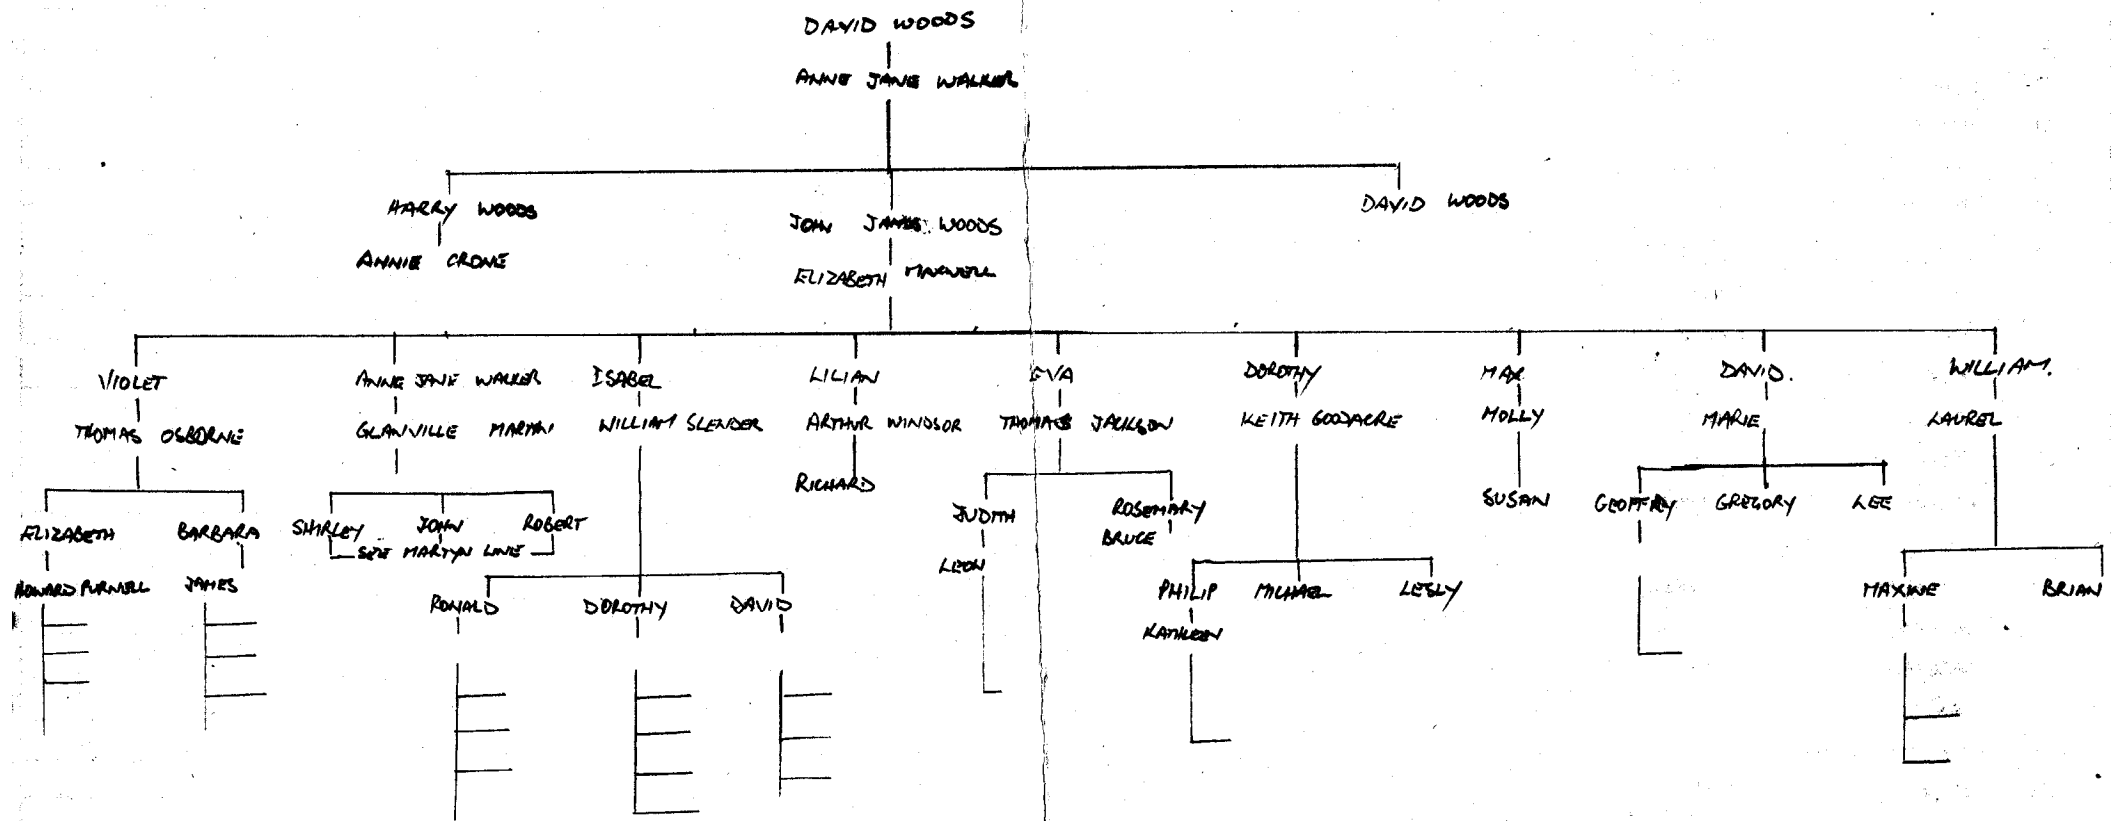 DAVID WOODS
ANNE JANE WALKER
HARRY WOODS
ANNIE CRONE
JOHN JAMES WOODS
ELIZABETH MAXWELL
DAVID WOODS
VIOLET
THOMAS OSBORNE
ANNE JANE WALKER
GLANVILLE MARTYN
ISABEL
WILLIAM SLENDER
LILIAN
ARTHUR WINDSOR
EVA
THOMAS JACKSON
DOROTHY
KEITH GOODACRE
MAX
MOLLY
DAVID.
MARIE
WILLIAM.
LAUREL
ELIZABETH
HOWARD PURNELL
BARBARA
JAMES
SHIRLEY JOHN ROBERT
SEE MARTYN LINE
RONALD DOROTHY DAVID
RICHARD
JUDITH
LEON
ROSEMARY
BRUCE
PHILIP MICHAEL LESLY
KATHLEEN
SUSAN
GEOFFRY GREGORY LEE
MAXINE BRIAN